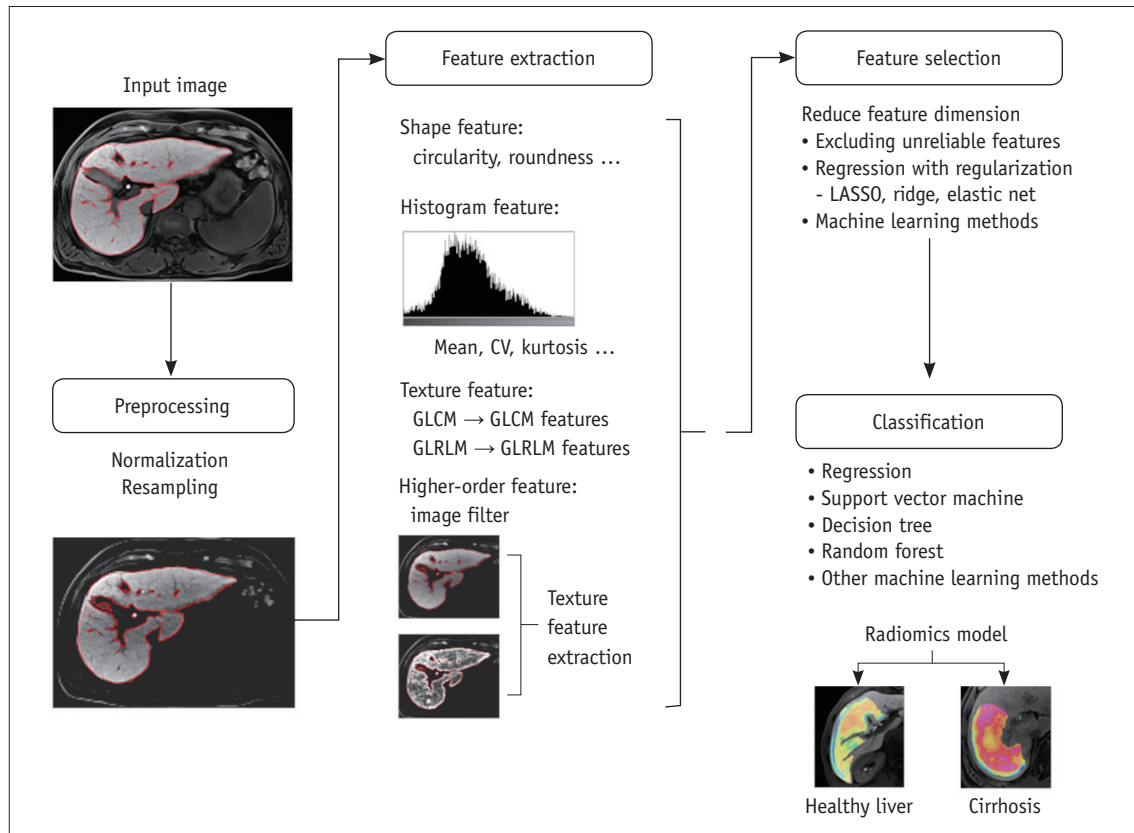 Input image
Preprocessing
Normalization
Resampling
Feature extraction
Shape feature:
circularity, roundness ...
Histogram feature:
Mean, CV, kurtosis ...
Texture feature:
GLCM → GLCM features
GLRLM → GLRLM features
Higher-order feature:
image filter
Texture
feature
extraction
Feature selection
Reduce feature dimension
• Excluding unreliable features
• Regression with regularization
- LASSO, ridge, elastic net
• Machine learning methods
Classification
• Regression
• Support vector machine
• Decision tree
• Random forest
• Other machine learning methods
Radiomics model
Healthy liver
Cirrhosis